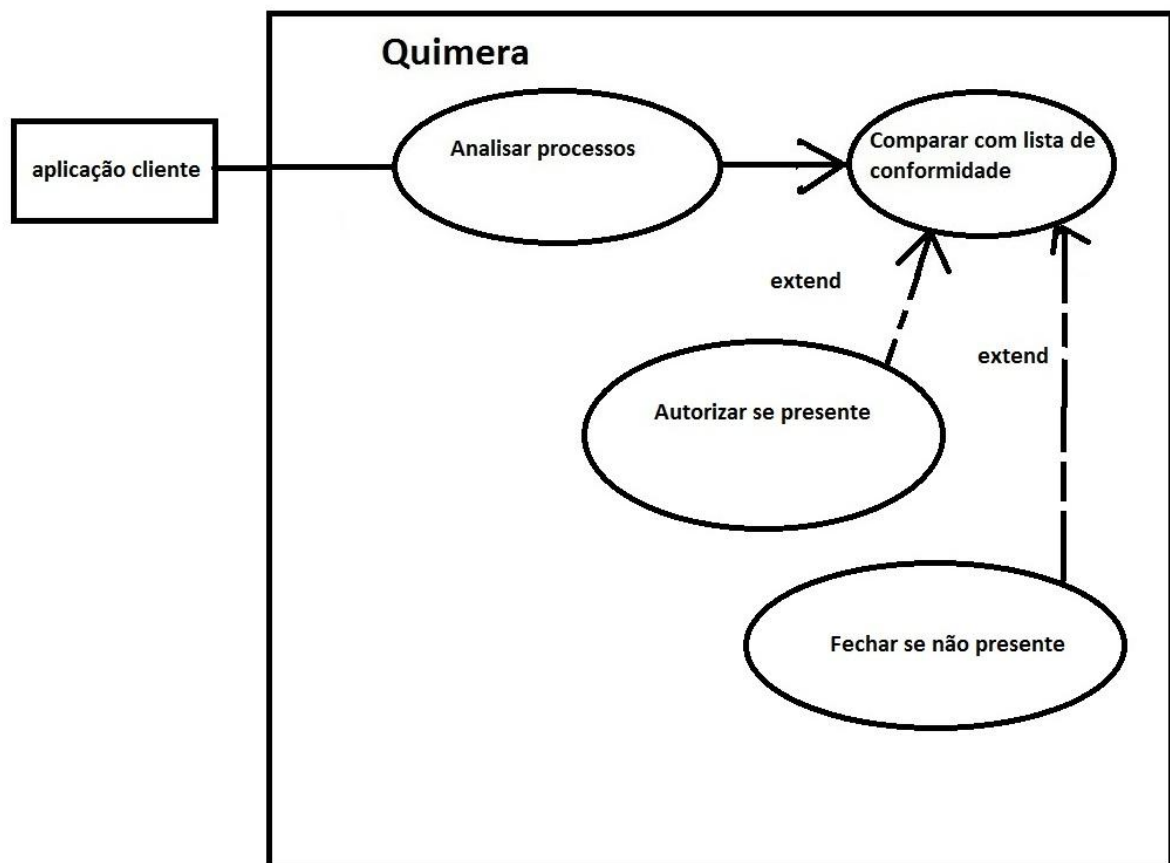 Quimera
aplicação cliente
Analisar processos
Comparar com lista de
conformidade
extend
extend
Autorizar se presente
Fechar se não presente